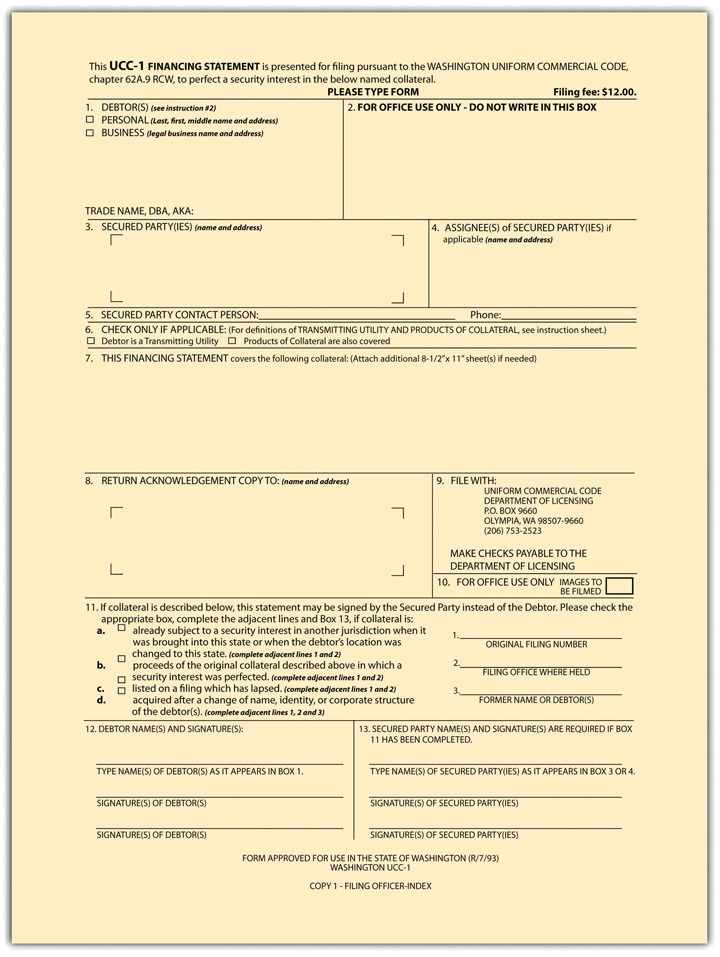 This UCC-1 FINANCING STATEMENT is presented for filing pursuant to the WASHINGTON UNIFORM COMMERCIAL CODE,
chapter 62A.9 RCW, to perfect a security interest in the below named collateral.
PLEASE TYPE FORM Filing fee: $12.00.
1. DEBTOR(S) (see instruction #2)
PERSONAL (Last, first, middle name and address)
BUSINESS (legal business name and address)
TRADE NAME, DBA, AKA:
2. FOR OFFICE USE ONLY - DO NOT WRITE IN THIS BOX
3. SECURED PARTY(IES) (name and address)
4. ASSIGNEE(S) of SECURED PARTY(IES) if
applicable (name and address)
5. SECURED PARTY CONTACT PERSON: Phone:
6. CHECK ONLY IF APPLICABLE: (For definitions of TRANSMITTING UTILITY AND PRODUCTS OF COLLATERAL, see instruction sheet.)
Debtor is a Transmitting Utility Products of Collateral are also covered
7. THIS FINANCING STATEMENT covers the following collateral: (Attach additional 8-1/2"x 11" sheet(s) if needed)
8. RETURN ACKNOWLEDGEMENT COPY TO: (name and address)
9. FILE WITH:
UNIFORM COMMERCIAL CODE
DEPARTMENT OF LICENSING
P.O. BOX 9660
OLYMPIA, WA 98507-9660
(206) 753-2523
MAKE CHECKS PAYABLE TO THE
DEPARTMENT OF LICENSING
10. FOR OFFICE USE ONLY IMAGES TO
BE FILMED
11. If collateral is described below, this statement may be signed by the Secured Party instead of the Debtor. Please check the
appropriate box, complete the adjacent lines and Box 13, if collateral is:
a. already subject to a security interest in another jurisdiction when it
was brought into this state or when the debtor's location was
changed to this state. (complete adjacent lines 1 and 2)
b. proceeds of the original collateral described above in which a
security interest was perfected. (complete adjacent lines 1 and 2)
c. listed on a filing which has lapsed. (complete adjacent lines 1 and 2)
d. acquired after a change of name, identity, or corporate structure
of the debtor(s). (complete adjacent lines 1, 2 and 3)
1.
ORIGINAL FILING NUMBER
2.
FILING OFFICE WHERE HELD
3.
FORMER NAME OR DEBTOR(S)
12. DEBTOR NAME(S) AND SIGNATURE(S):
TYPE NAME(S) OF DEBTOR(S) AS IT APPEARS IN BOX 1.
SIGNATURE(S) OF DEBTOR(S)
SIGNATURE(S) OF DEBTOR(S)
13. SECURED PARTY NAME(S) AND SIGNATURE(S) ARE REQUIRED IF BOX
11 HAS BEEN COMPLETED.
TYPE NAME(S) OF SECURED PARTY(IES) AS IT APPEARS IN BOX 3 OR 4.
SIGNATURE(S) OF SECURED PARTY(IES)
SIGNATURE(S) OF SECURED PARTY(IES)
FORM APPROVED FOR USE IN THE STATE OF WASHINGTON (R/7/93)
WASHINGTON UCC-1
COPY 1 - FILING OFFICER-INDEX